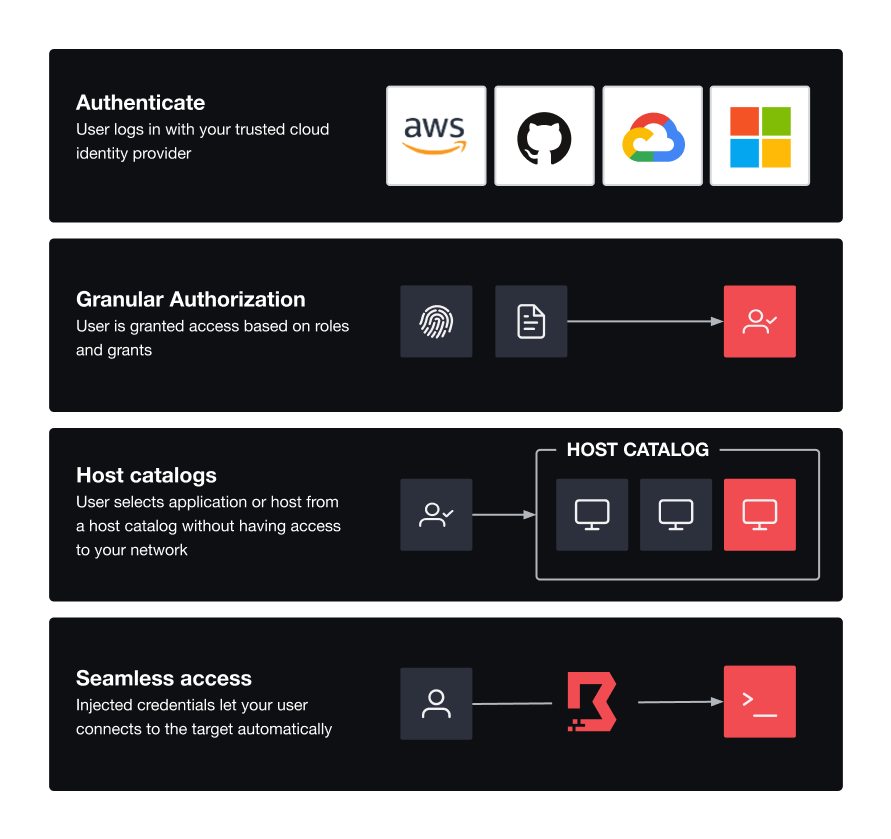 Authenticate
User logs in with your trusted cloud
identity provider
aws
Granular Authorization
User is granted access based on roles
and grants
HOST CATALOG
Host catalogs
User selects application or host from
a host catalog without having access
to your network
Seamless access
Injected credentials let your user
connects to the target automatically